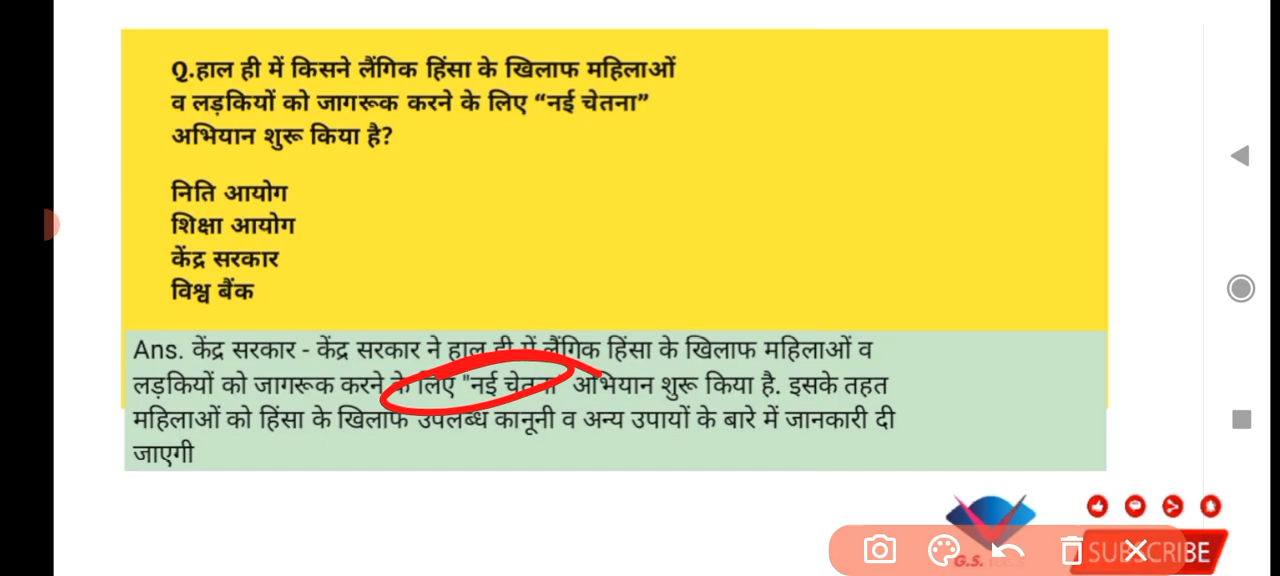 Q.हाल ही में किसने लैंगिक हिंसा के खिलाफ महिलाओं
व लड़कियों को जागरूक करने के लिए “नई चेतना”
अभियान शुरू किया है?
निति आयोग
शिक्षा आयोग
केंद्र सरकार
विश्व बैंक
Ans. केंद्र सरकार - केंद्र सरकार ने हाल ही में लैंगिक हिंसा के खिलाफ महिलाओं व
लड़कियों को जागरूक करने के लिए "नई चेतना" अभियान शुरू किया है. इसके तहत
महिलाओं को हिंसा के खिलाफ उपलब्ध कानूनी व अन्य उपायों के बारे में जानकारी दी
जाएगी
G.S.
SUBSCRIBE